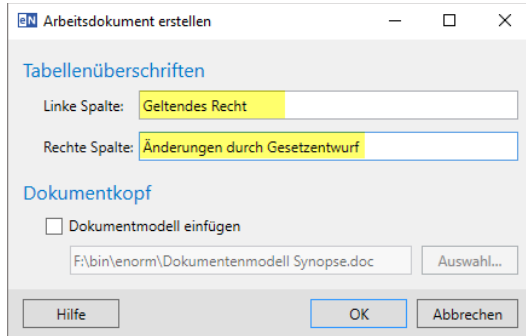 eN Arbeitsdokument erstellen
Tabellenüberschriften
Linke Spalte: Geltendes Recht
Rechte Spalte: Änderungen durch Gesetzentwurf
Dokumentkopf
Dokumentmodell einfügen
F:\bin\enorm\Dokumentenmodell Synopse.doc Auswahl...
Hilfe OK Abbrechen